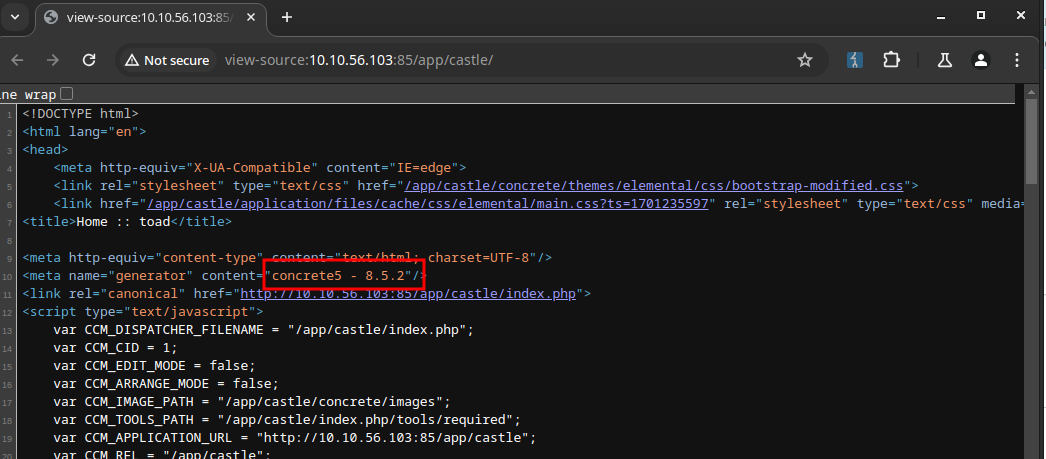 view-source:10.10.56.103:85/
Not secure view-source:10.10.56.103:85/app/castle/
ne wrap
1 <!DOCTYPE html>
2 <html lang="en">
3 <head>
4 <meta http-equiv="X-UA-Compatible" content="IE=edge">
5 <link rel="stylesheet" type="text/css" href="/app/castle/concrete/themes/elemental/css/bootstrap-modified.css">
6 <link href="/app/castle/application/files/cache/css/elemental/main.css?ts=1701235597" rel="stylesheet" type="text/css" media=
7 <title>Home :: toad</title>
8
9 <meta http-equiv="content-type" content="text/html; charset=UTF-8"/>
10 <meta name="generator" content="concrete5 - 8.5.2"/>
11 <link rel="canonical" href="http://10.10.56.103:85/app/castle/index.php">
12 <script type="text/javascript">
13 var CCM_DISPATCHER_FILENAME = "/app/castle/index.php";
14 var CCM_CID = 1;
15 var CCM_EDIT_MODE = false;
16 var CCM_ARRANGE_MODE = false;
17 var CCM_IMAGE_PATH = "/app/castle/concrete/images";
18 var CCM_TOOLS_PATH = "/app/castle/index.php/tools/required";
19 var CCM_APPLICATION_URL = "http://10.10.56.103:85/app/castle";
20 var CCM_REL = "/app/castle";